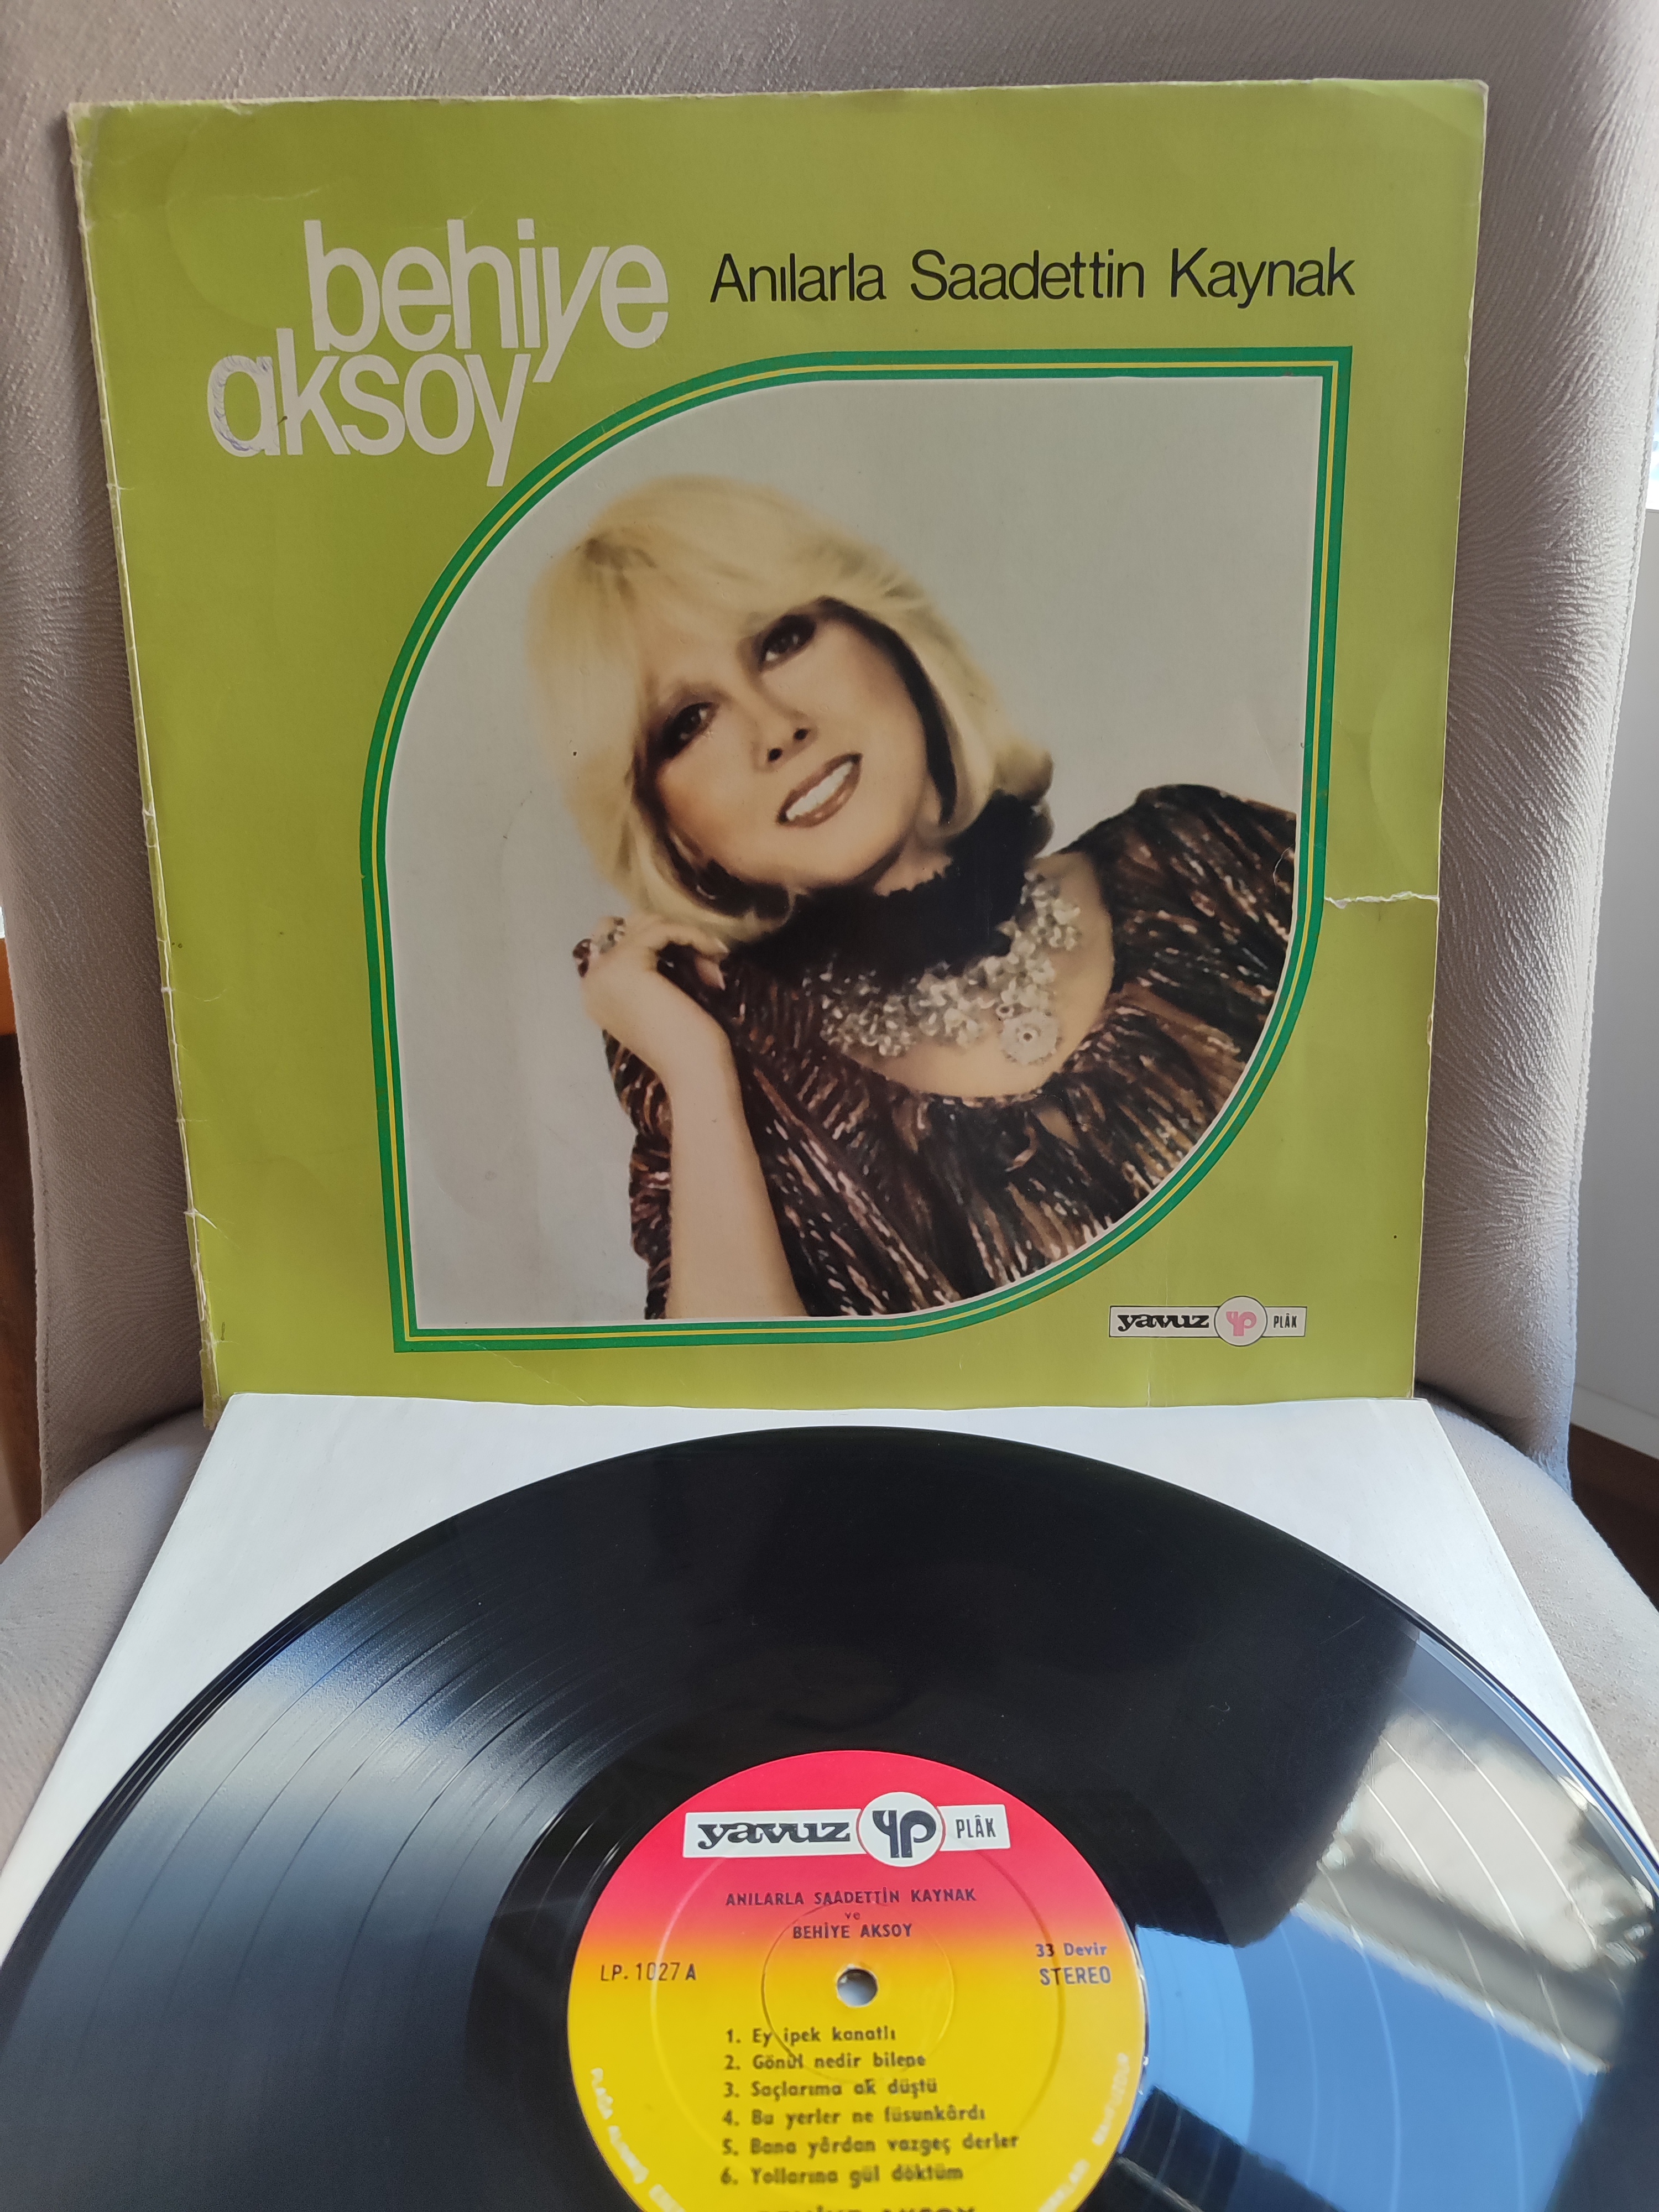 behiye
aksoy
Anılarla Saadettin Kaynak
yavuz yp PLÂK
yavuz yp PLÂK
ANILARLA SAADETTİN KAYNAK
ve
BEHİYE AKSOY
33 Devir
LP. 1027 A
STEREO
1. Ey ipek kanatlı
2. Gönül nedir bilene
3. Saçlarıma ak düştü
4. Bu yerler ne füsunkârdı
5. Bana yârdan vazgeç derler
6. Yollarına gül döktüm